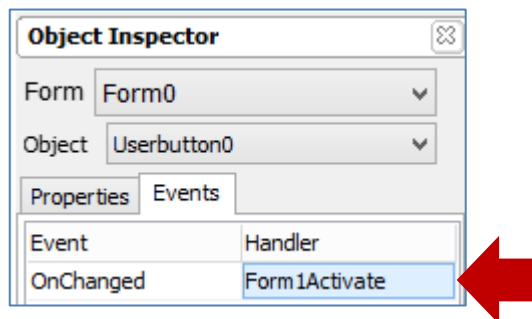 Object Inspector
Form Form0
Object Userbutton0
Properties Events
Event Handler
OnChanged Form1Activate